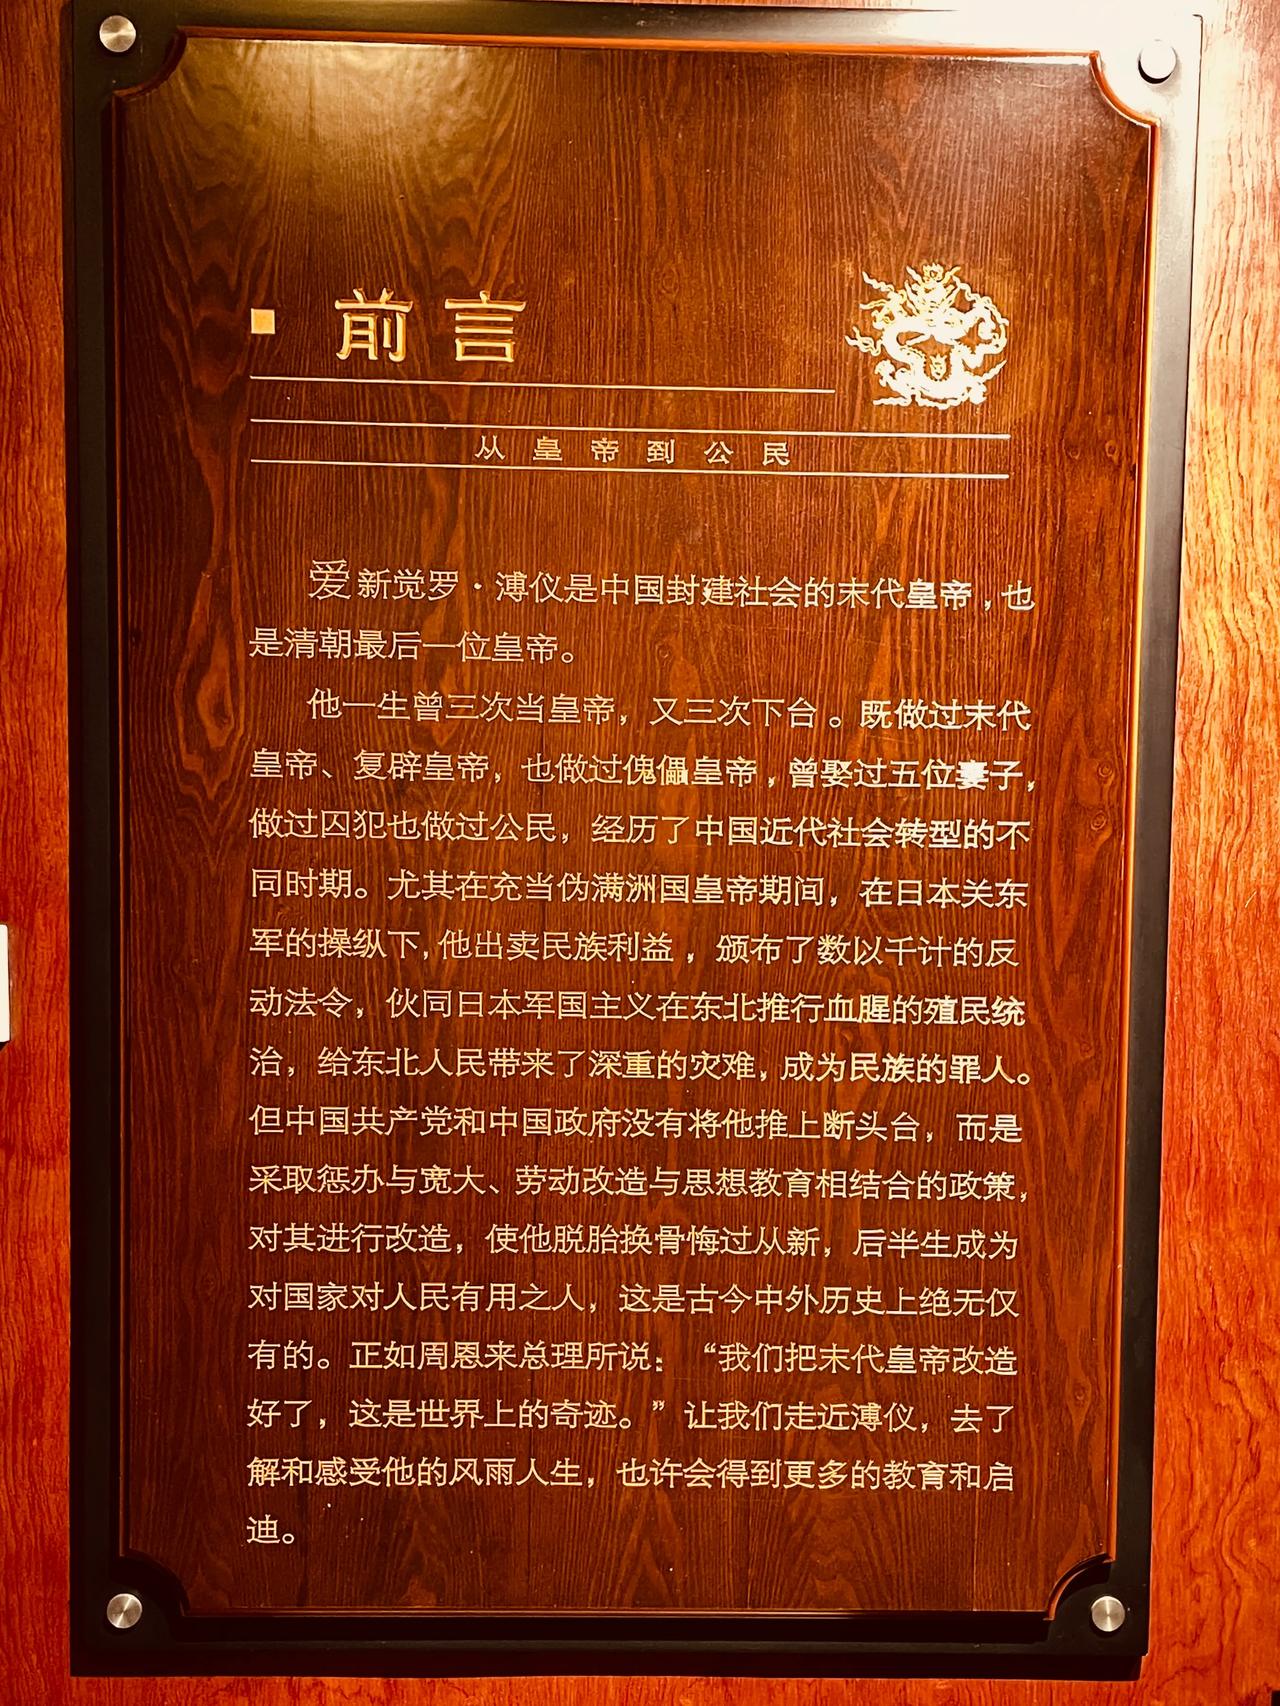 前言
从皇帝到公民
爱新觉罗·溥仪是中国封建社会的末代皇帝，也
是清朝最后一位皇帝。
他一生曾三次当皇帝，又三次下台。既做过末代
皇帝、复辟皇帝，也做过傀儡皇帝，曾娶过五位妻子，
做过囚犯也做过公民，经历了中国近代社会转型的不
同时期。尤其在充当伪满洲国皇帝期间，在日本关东
军的操纵下，他出卖民族利益，颁布了数以千计的反
动法令，伙同日本军国主义在东北推行血腥的殖民统
治，给东北人民带来了深重的灾难，成为民族的罪人。
但中国共产党和中国政府没有将他推上断头台，而是
采取惩办与宽大、劳动改造与思想教育相结合的政策，
对其进行改造，使他脱胎换骨悔过从新，后半生成为
对国家对人民有用之人，这是古今中外历史上绝无仅
有的。正如周恩来总理所说：“我们把末代皇帝改造
好了，这是世界上的奇迹。”让我们走近溥仪，去了
解和感受他的风雨人生，也许会得到更多的教育和启
迪。